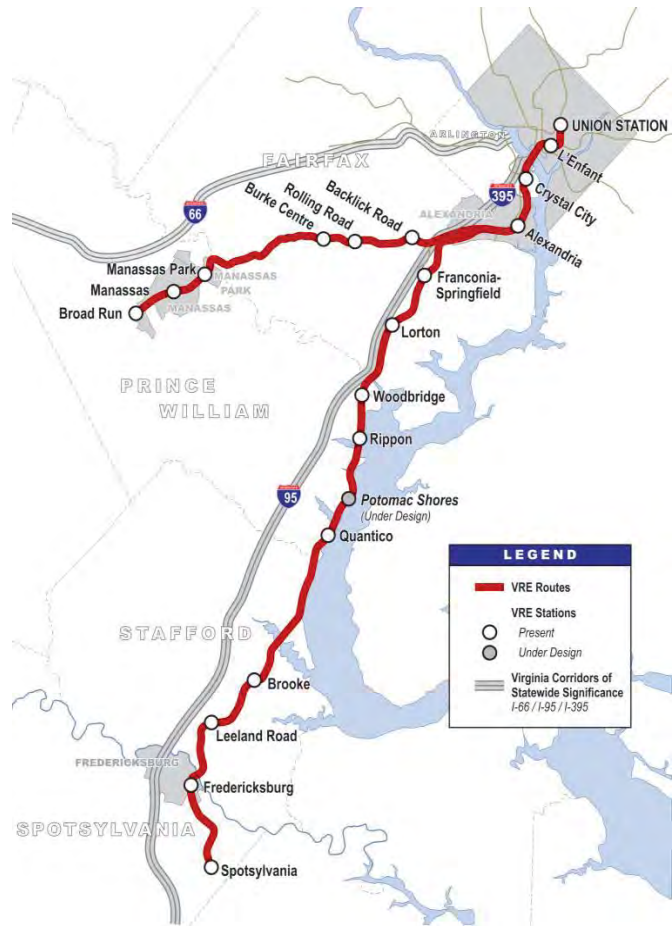 UNION STATION
ARLINGTON
L'Enfant
FAIRFAX
Backlick Road
395
Crystal City
Rolling Road
Burke Centre
66
ALEXANDRIA
Alexandria
Manassas Park
MANASSAS
PARK
Franconia-
Springfield
Manassas
MANASSAS
Broad Run
Lorton
PRINCE
WILLIAM
Woodbridge
Rippon
95
Potomac Shores
(Under Design)
Quantico
LEGEND
VRE Routes
VRE Stations
Present
Under Design
Virginia Corridors of
Statewide Significance
I-66 / I-95 / I-395
STAFFORD
Brooke
Leeland Road
FREDERICKSBURG
Fredericksburg
SPOTSYLVANIA
Spotsylvania